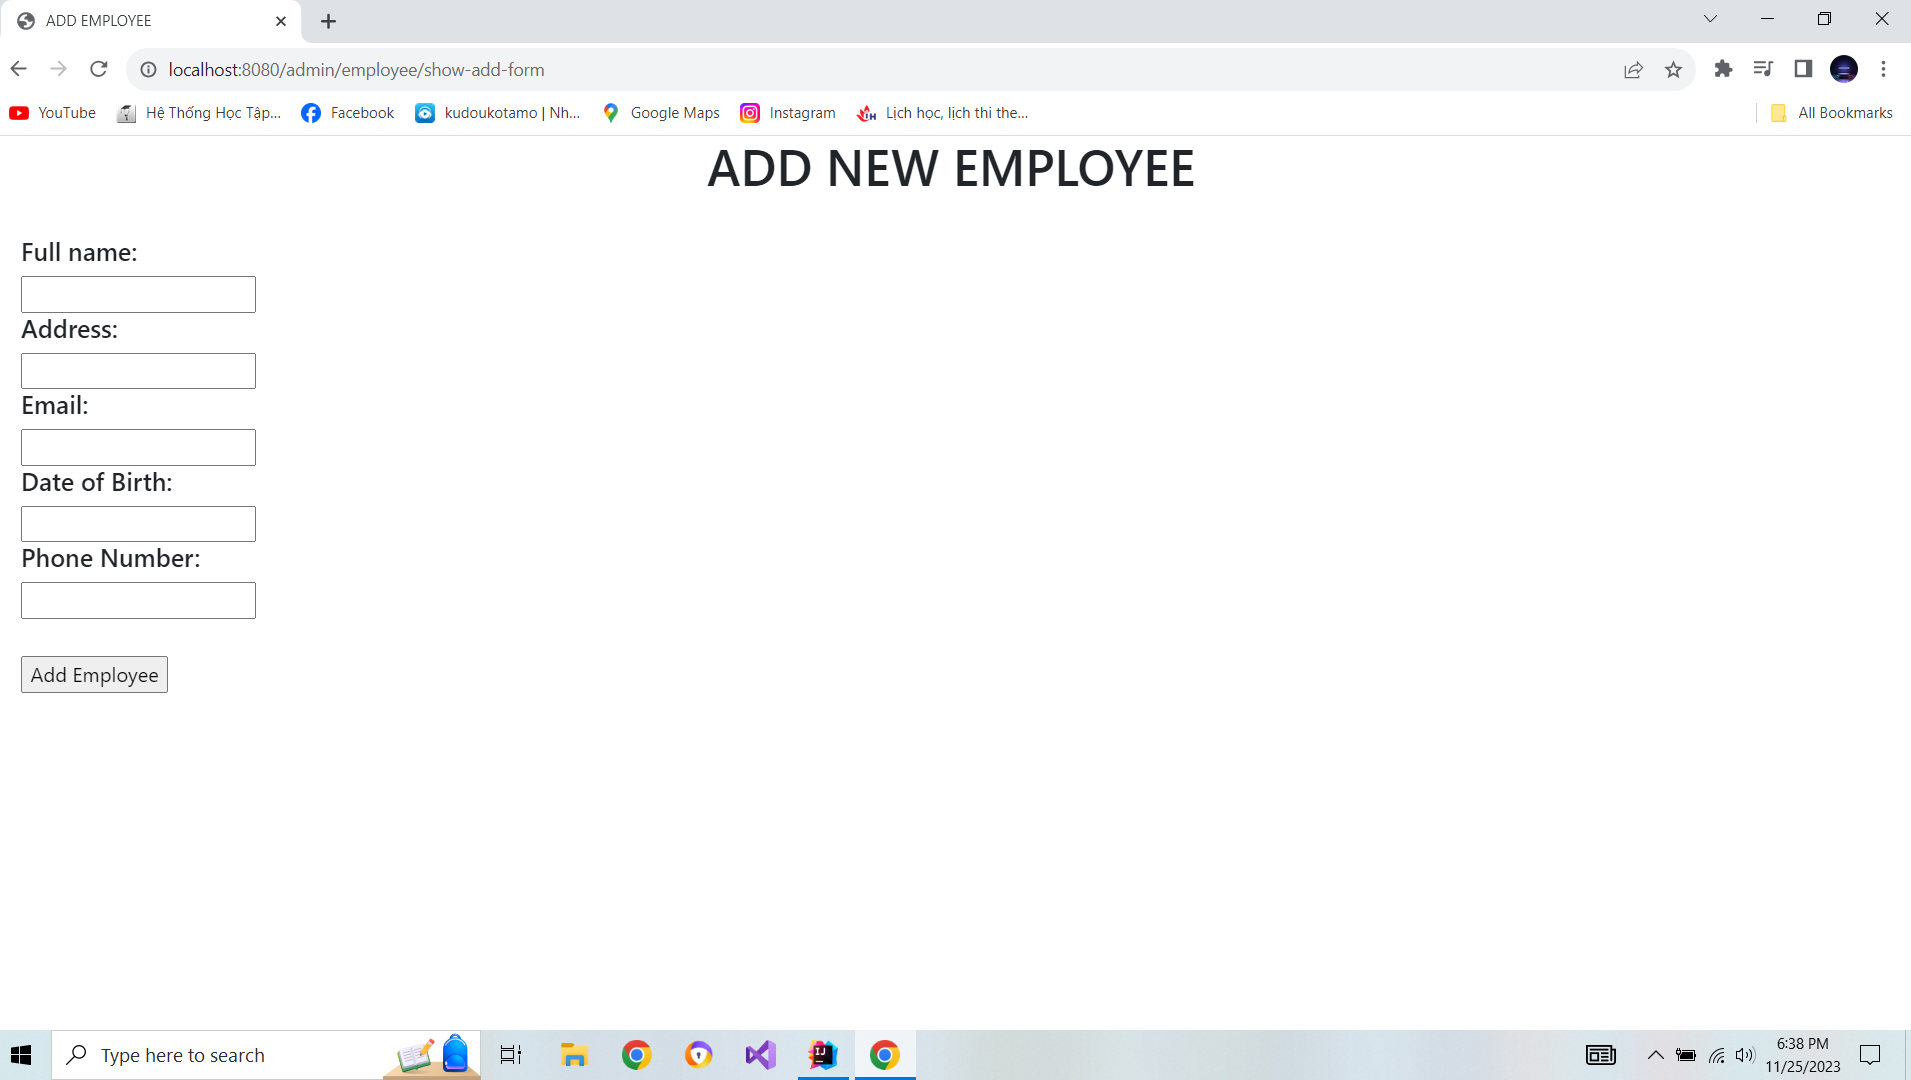 ADD EMPLOYEE
localhost:8080/admin/employee/show-add-form
YouTube Hệ Thống Học Tập... Facebook kudoukotamo | Nh... Google Maps Instagram Lịch học, lịch thi the... All Bookmarks
ADD NEW EMPLOYEE
Full name:
Address:
Email:
Date of Birth:
Phone Number:
Add Employee
Type here to search
6:38 PM
11/25/2023